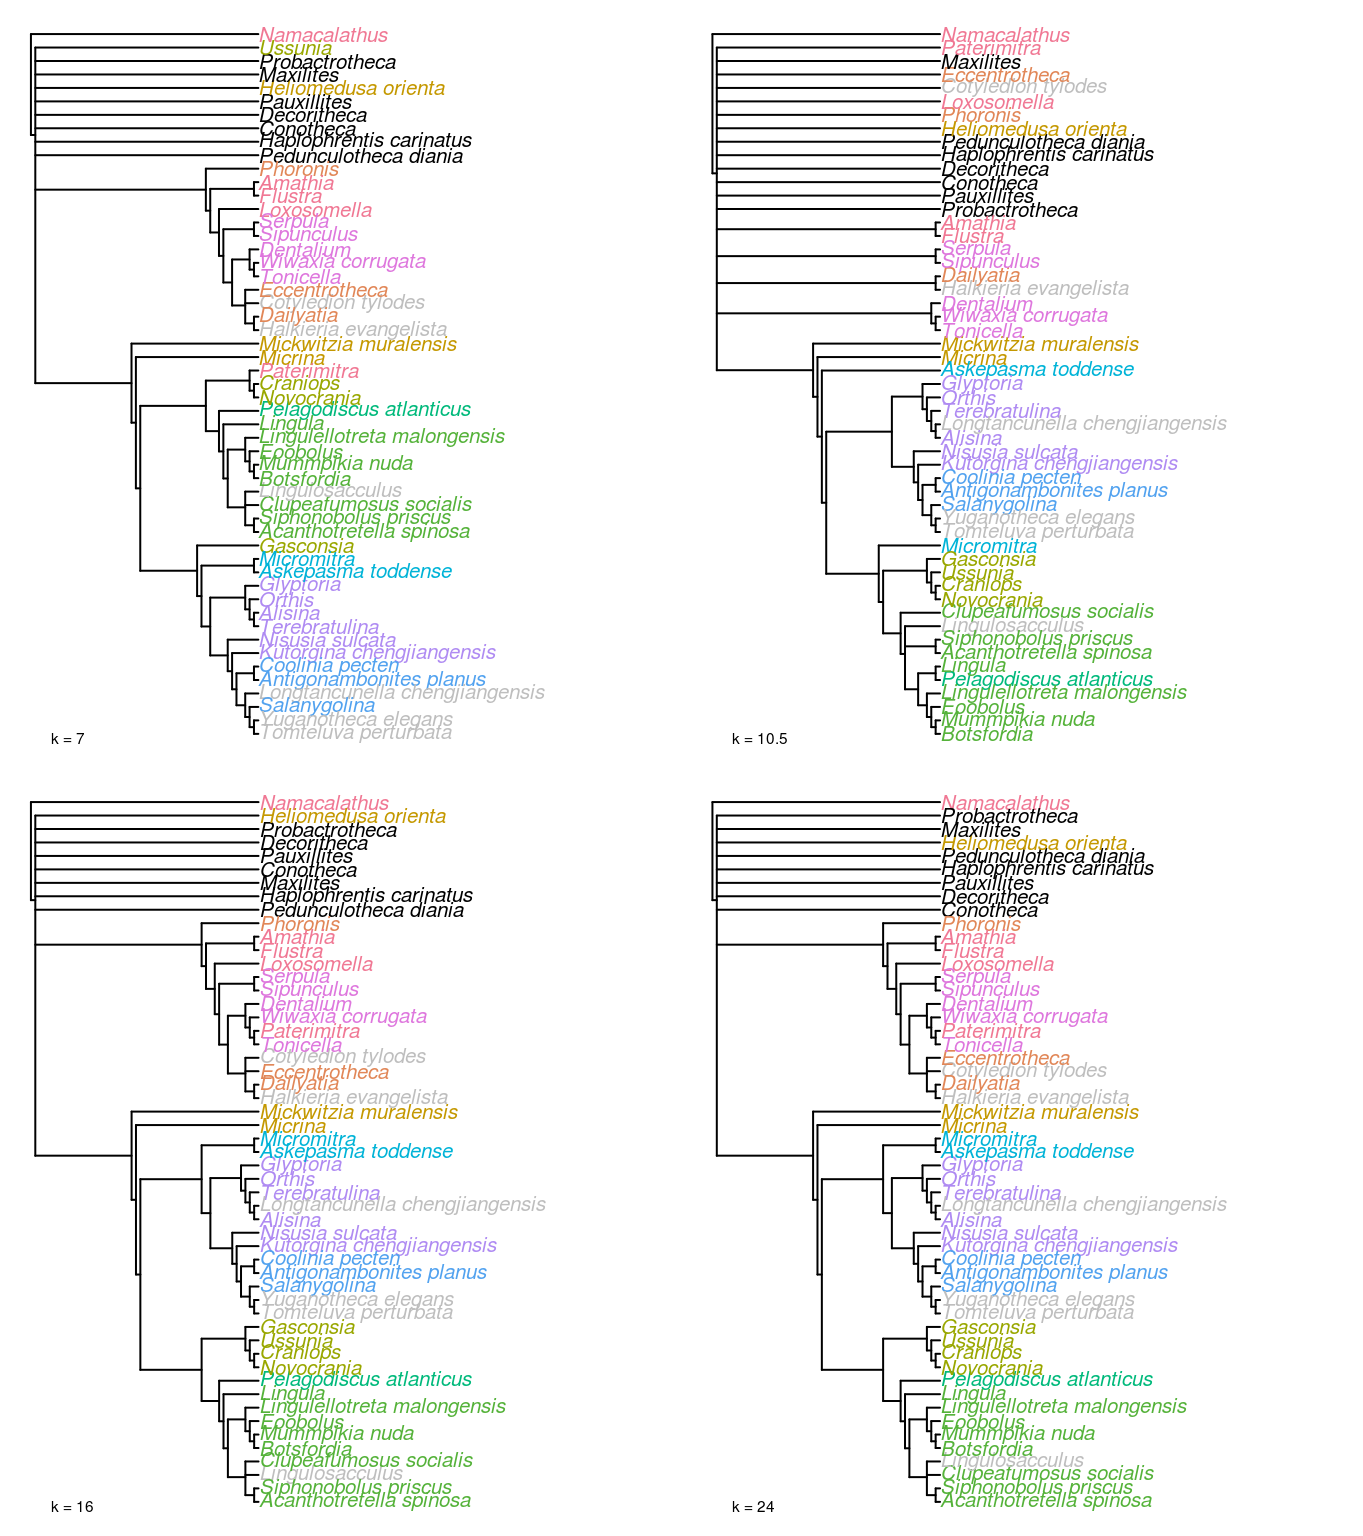 Namacalathus
Ussunia
Probactrotheca
Maxilites
Heliomedusa orienta
Pauxillites
Decoritheca
Conotheca
Haplophrentis carinatus
Pedunculotheca diania
Phoronis
Amathia
Flustra
Loxosomella
Serpula
Sipunculus
Dentalium
Wiwaxia corrugata
Tonicella
Eccentrotheca
Cotyledion tylodes
Dailyatia
Halkieria evangelista
Mickwitzia muralensis
Micrina
Paterimitra
Craniops
Novocrania
Pelagodiscus atlanticus
Lingula
Lingulellotreta malongensis
Eoobolus
Mummpikia nuda
Botsfordia
Lingulosacculus
Clupeafumosus socialis
Siphonobolus priscus
Acanthotretella spinosa
Gasconsia
Micromitra
Askepasma toddense
Glyptoria
Orthis
Alisina
Terebratulina
Nisusia sulcata
Kutorgina chengjiangensis
Coolinia pecten
Antigonambonites planus
Longtancunella chengjiangensis
Salanygolina
Yuganotheca elegans
Tomteluva perturbata
k = 7
Namacalathus
Paterimitra
Maxilites
Eccentrotheca
Cotyledion tylodes
Loxosomella
Phoronis
Heliomedusa orienta
Pedunculotheca diania
Haplophrentis carinatus
Decoritheca
Conotheca
Pauxillites
Probactrotheca
Amathia
Flustra
Serpula
Sipunculus
Dailyatia
Halkieria evangelista
Dentalium
Wiwaxia corrugata
Tonicella
Mickwitzia muralensis
Micrina
Askepasma toddense
Glyptoria
Orthis
Terebratulina
Longtancunella chengjiangensis
Alisina
Nisusia sulcata
Kutorgina chengjiangensis
Coolinia pecten
Antigonambonites planus
Salanygolina
Yuganotheca elegans
Tomteluva perturbata
Micromitra
Gasconsia
Ussunia
Craniops
Novocrania
Clupeafumosus socialis
Lingulosacculus
Siphonobolus priscus
Acanthotretella spinosa
Lingula
Pelagodiscus atlanticus
Lingulellotreta malongensis
Eoobolus
Mummpikia nuda
Botsfordia
k = 10.5
Namacalathus
Heliomedusa orienta
Probactrotheca
Decoritheca
Pauxillites
Conotheca
Maxilites
Haplophrentis carinatus
Pedunculotheca diania
Phoronis
Amathia
Flustra
Loxosomella
Serpula
Sipunculus
Dentalium
Wiwaxia corrugata
Paterimitra
Tonicella
Cotyledion tylodes
Eccentrotheca
Dailyatia
Halkieria evangelista
Mickwitzia muralensis
Micrina
Micromitra
Askepasma toddense
Glyptoria
Orthis
Terebratulina
Longtancunella chengjiangensis
Alisina
Nisusia sulcata
Kutorgina chengjiangensis
Coolinia pecten
Antigonambonites planus
Salanygolina
Yuganotheca elegans
Tomteluva perturbata
Gasconsia
Ussunia
Craniops
Novocrania
Pelagodiscus atlanticus
Lingula
Lingulellotreta malongensis
Eoobolus
Mummpikia nuda
Botsfordia
Clupeafumosus socialis
Lingulosacculus
Siphonobolus priscus
Acanthotretella spinosa
k = 16
Namacalathus
Probactrotheca
Maxilites
Heliomedusa orienta
Pedunculotheca diania
Haplophrentis carinatus
Pauxillites
Decoritheca
Conotheca
Phoronis
Amathia
Flustra
Loxosomella
Serpula
Sipunculus
Dentalium
Wiwaxia corrugata
Paterimitra
Tonicella
Eccentrotheca
Cotyledion tylodes
Dailyatia
Halkieria evangelista
Mickwitzia muralensis
Micrina
Micromitra
Askepasma toddense
Glyptoria
Orthis
Terebratulina
Longtancunella chengjiangensis
Alisina
Nisusia sulcata
Kutorgina chengjiangensis
Coolinia pecten
Antigonambonites planus
Salanygolina
Yuganotheca elegans
Tomteluva perturbata
Gasconsia
Ussunia
Craniops
Novocrania
Pelagodiscus atlanticus
Lingula
Lingulellotreta malongensis
Eoobolus
Mummpikia nuda
Botsfordia
Lingulosacculus
Clupeafumosus socialis
Siphonobolus priscus
Acanthotretella spinosa
k = 24